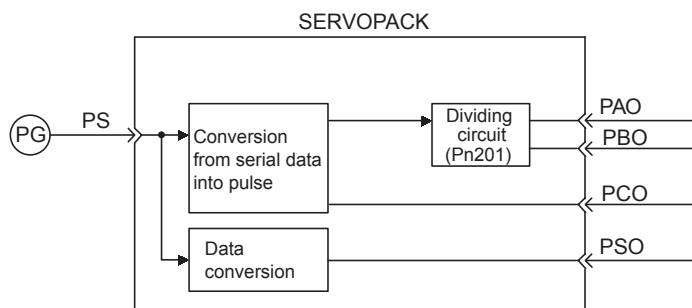 SERVOPACK
PG
PS
Conversion
from serial data
into pulse
Dividing
circuit
(Pn201)
PAO
PBO
PCO
Data
conversion
PSO